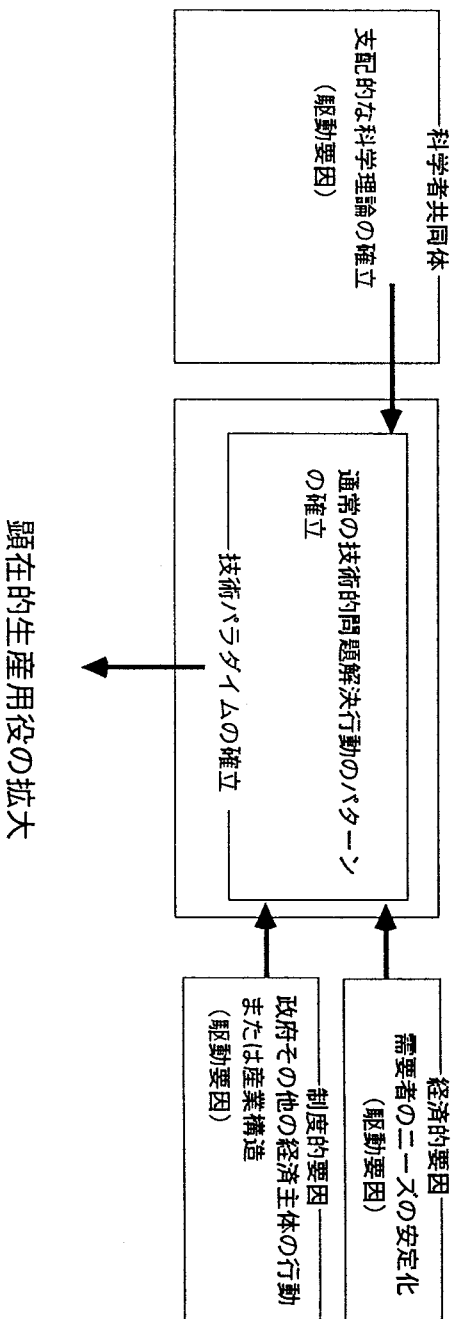 科学者共同体
支配的な科学理論の確立
（駆動要因）
通常の技術的問題解決行動のパターン
の確立
技術パラダイムの確立
経済的要因
需要者のニーズの安定化
（駆動要因）
制度的要因
政府その他の経済主体の行動
または産業構造
（駆動要因）
顕在的生産用役の拡大